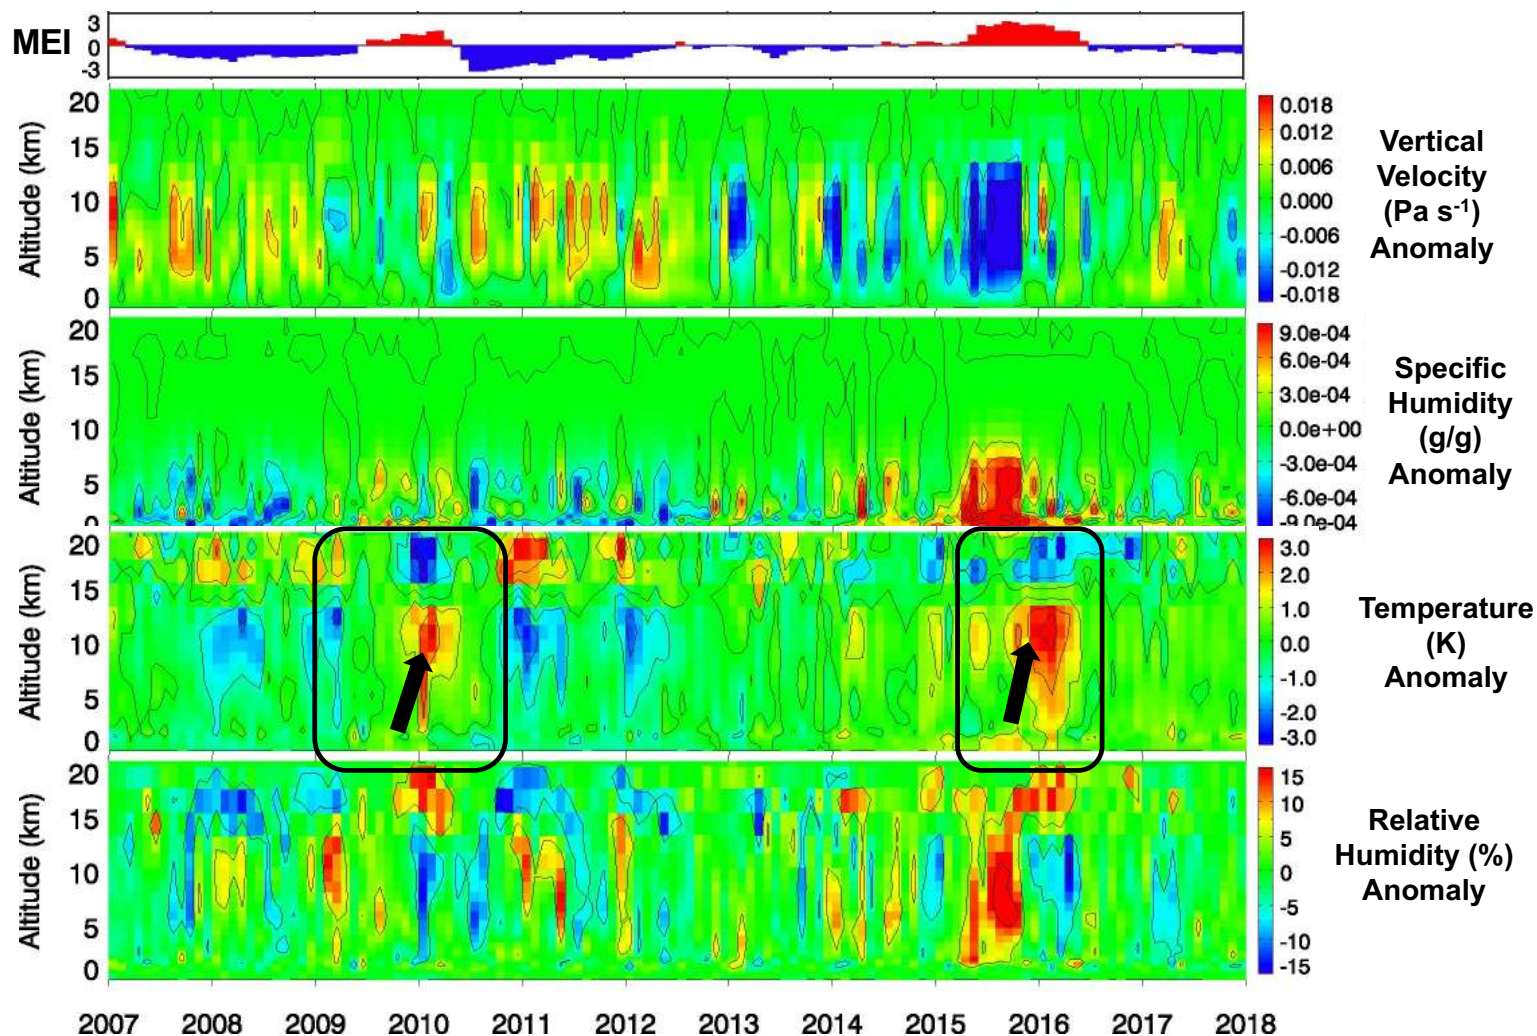 MEI
3
0
-3
20
15
10
5
0
Altitude (km)
0.018
0.012
0.006
0.000
-0.006
-0.012
-0.018
Vertical
Velocity
(Pa s-1)
Anomaly
20
15
10
5
0
Altitude (km)
9.0e-04
6.0e-04
3.0e-04
0.0e+00
-3.0e-04
-6.0e-04
-9.0e-04
Specific
Humidity
(g/g)
Anomaly
20
15
10
5
0
Altitude (km)
3.0
2.0
1.0
0.0
-1.0
-2.0
-3.0
Temperature
(K)
Anomaly
20
15
10
5
0
Altitude (km)
15
10
5
0
-5
-10
-15
Relative
Humidity (%)
Anomaly
2007 2008 2009 2010 2011 2012 2013 2014 2015 2016 2017 2018